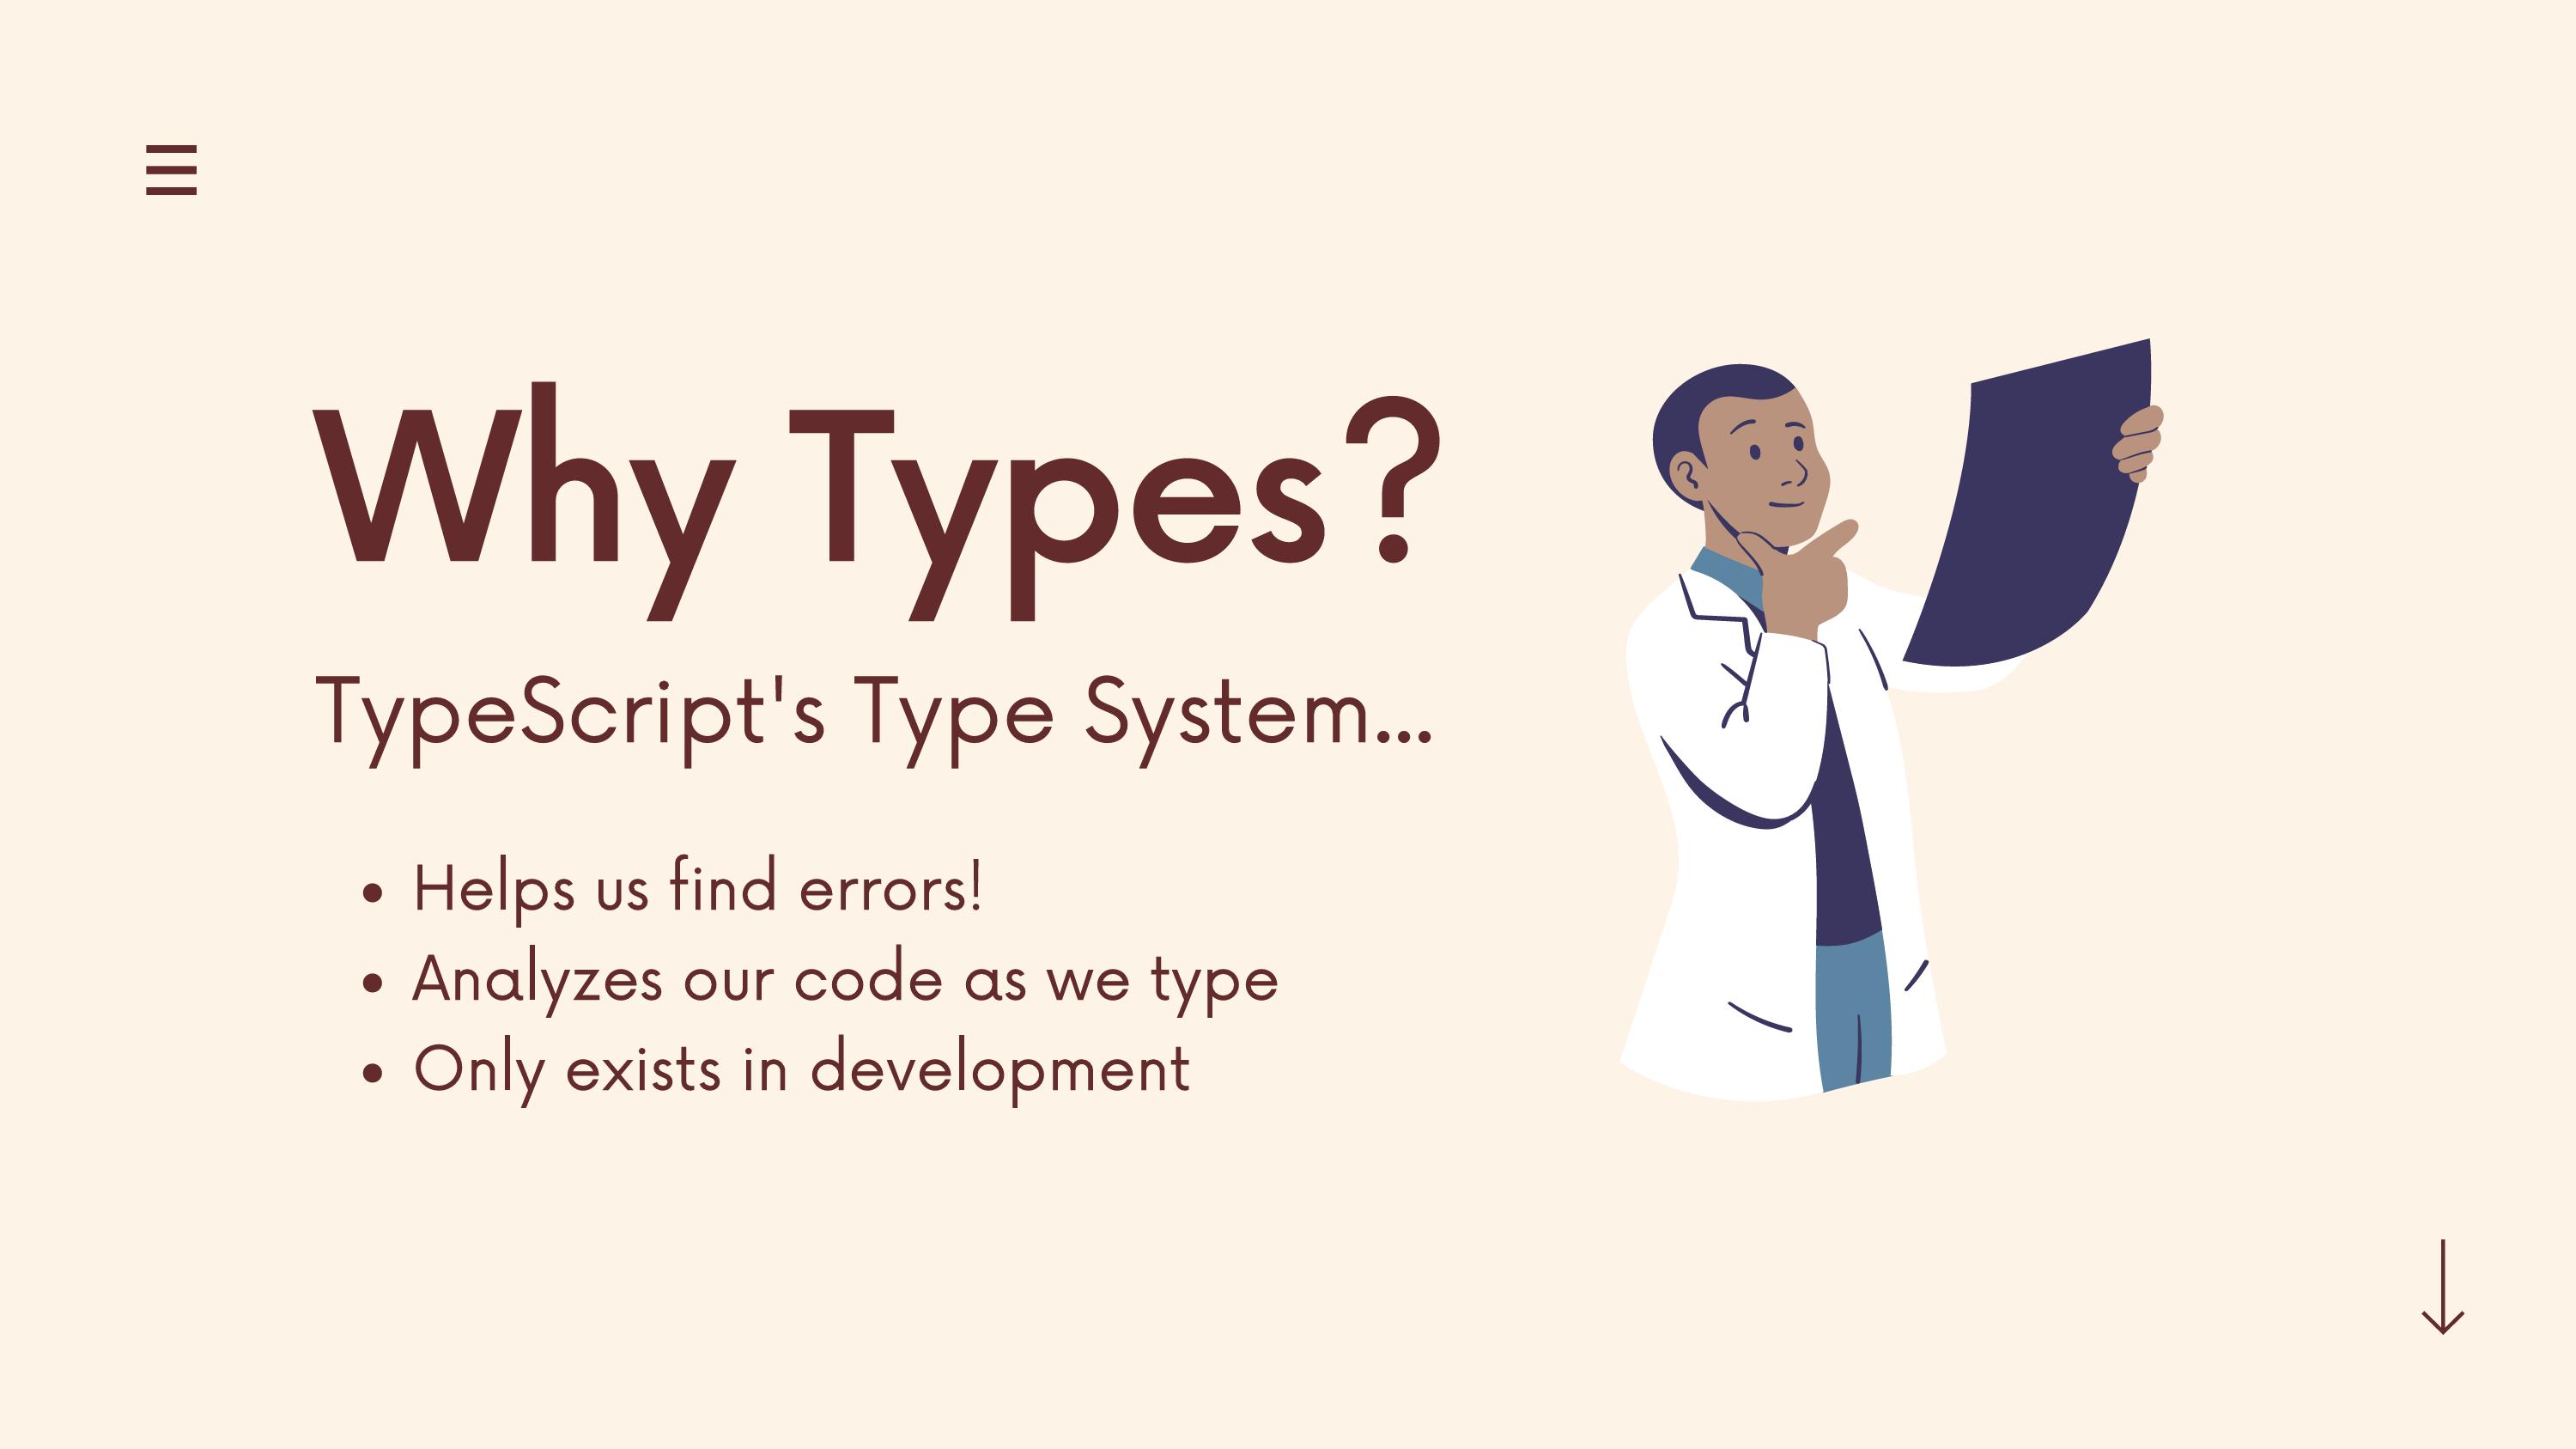 Why Types?
TypeScript's Type System...
• Helps us find errors!
• Analyzes our code as we type
• Only exists in development